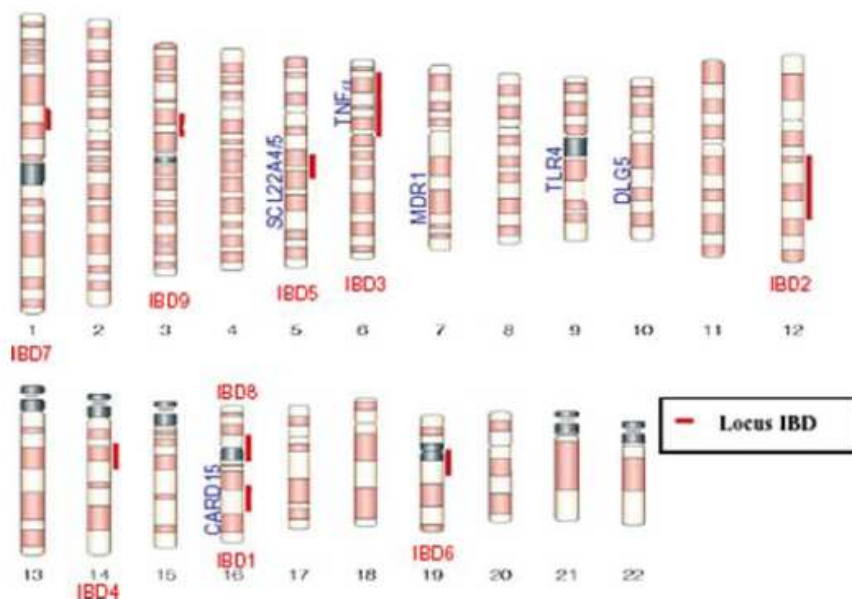 SCL22A4/5
TNFα
MDR1
TLR4
DLG5
IBD9
IBD5
IBD3
IBD2
1 2 3 4 5 6 7 8 9 10 11 12
IBD7
IBD8
Locus IBD
CARD15
IBD1
IBD6
13 14 15 16 17 18 19 20 21 22
IBD4